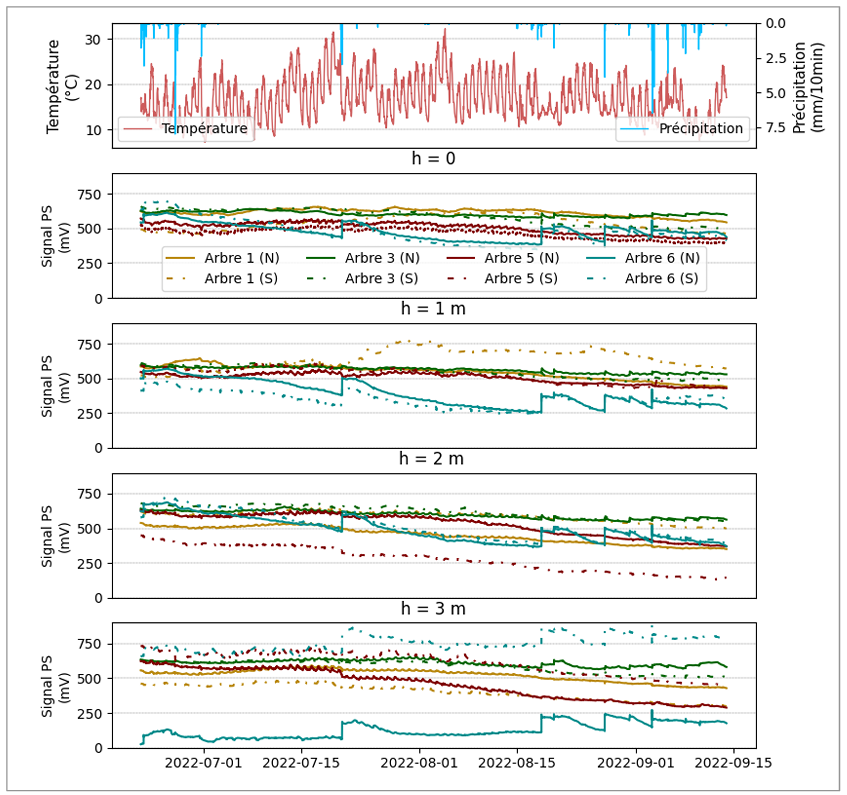 Température
(°C)
30
20
10
Température
Précipitation
0.0
2.5
5.0
7.5
Précipitation
(mm/10min)
h = 0
Signal PS
(mV)
750
500
250
0
Arbre 1 (N)
Arbre 3 (N)
Arbre 5 (N)
Arbre 6 (N)
Arbre 1 (S)
Arbre 3 (S)
Arbre 5 (S)
Arbre 6 (S)
h = 1 m
Signal PS
(mV)
750
500
250
0
h = 2 m
Signal PS
(mV)
750
500
250
0
h = 3 m
Signal PS
(mV)
750
500
250
0
2022-07-01
2022-07-15
2022-08-01
2022-08-15
2022-09-01
2022-09-15